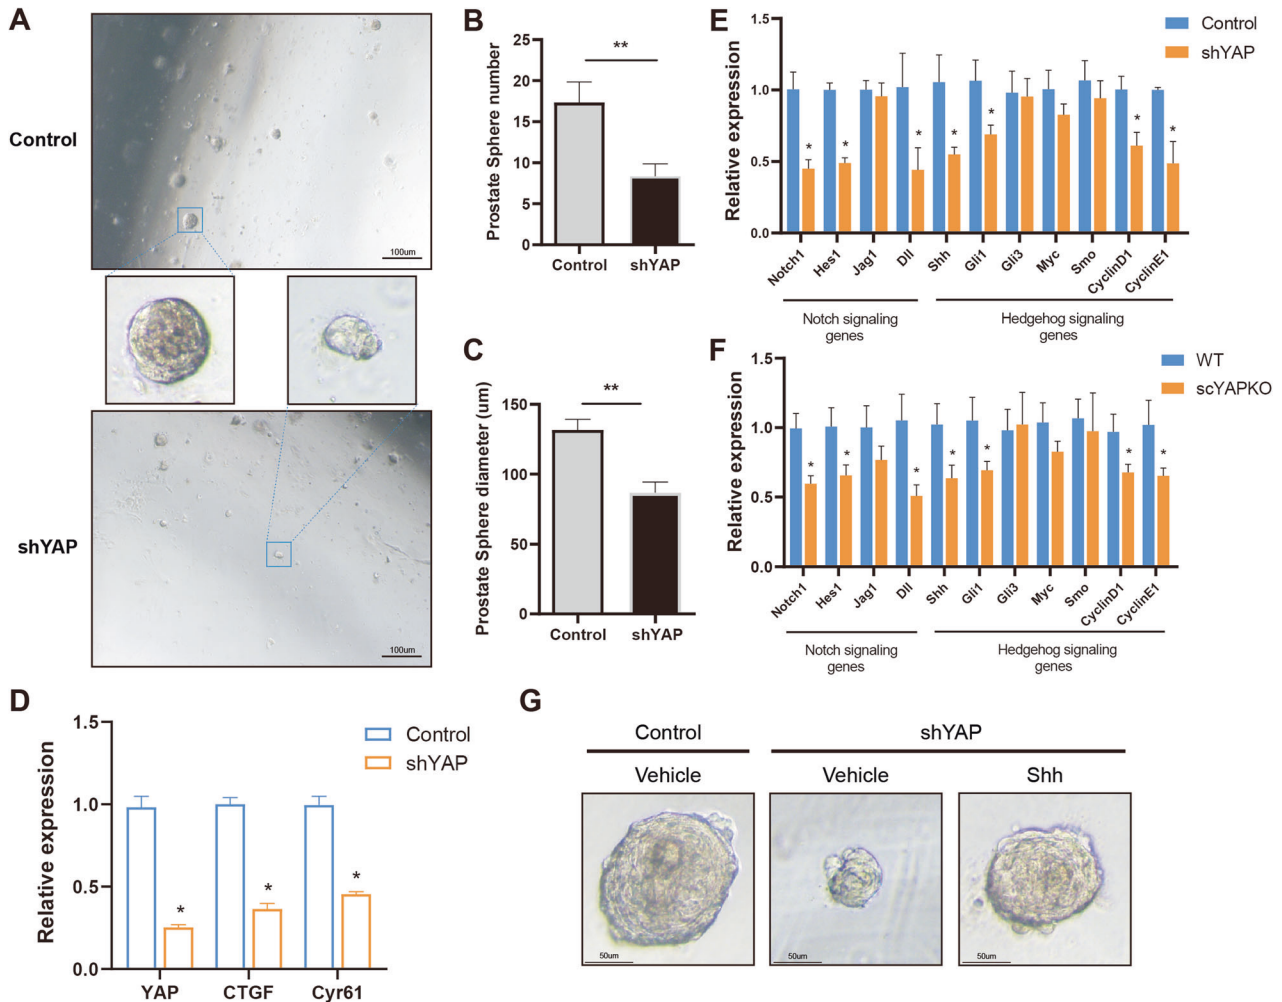 A
Control
100um
shYAP
100um
B
Prostate Sphere number
25
20
15
10
5
0
**
Control
shYAP
C
Prostate Sphere diameter (um)
150
100
50
0
**
Control
shYAP
D
Relative expression
1.5
1.0
0.5
0.0
Control
shYAP
*
*
*
YAP
CTGF
Cyr61
E
Relative expression
1.5
1.0
0.5
0.0
Control
shYAP
*
*
*
*
*
*
*
Notch1
Hes1
Jag1
Dll
Shh
Gli1
Gli3
Myc
Smo
CyclinD1
CyclinE1
Notch signaling
genes
Hedgehog signaling
genes
F
Relative expression
1.5
1.0
0.5
0.0
WT
scYAPKO
*
*
*
*
*
*
*
Notch1
Hes1
Jag1
Dll
Shh
Gli1
Gli3
Myc
Smo
CyclinD1
CyclinE1
Notch signaling
genes
Hedgehog signaling
genes
G
Control
shYAP
Vehicle
Vehicle
Shh
50um
50um
50um